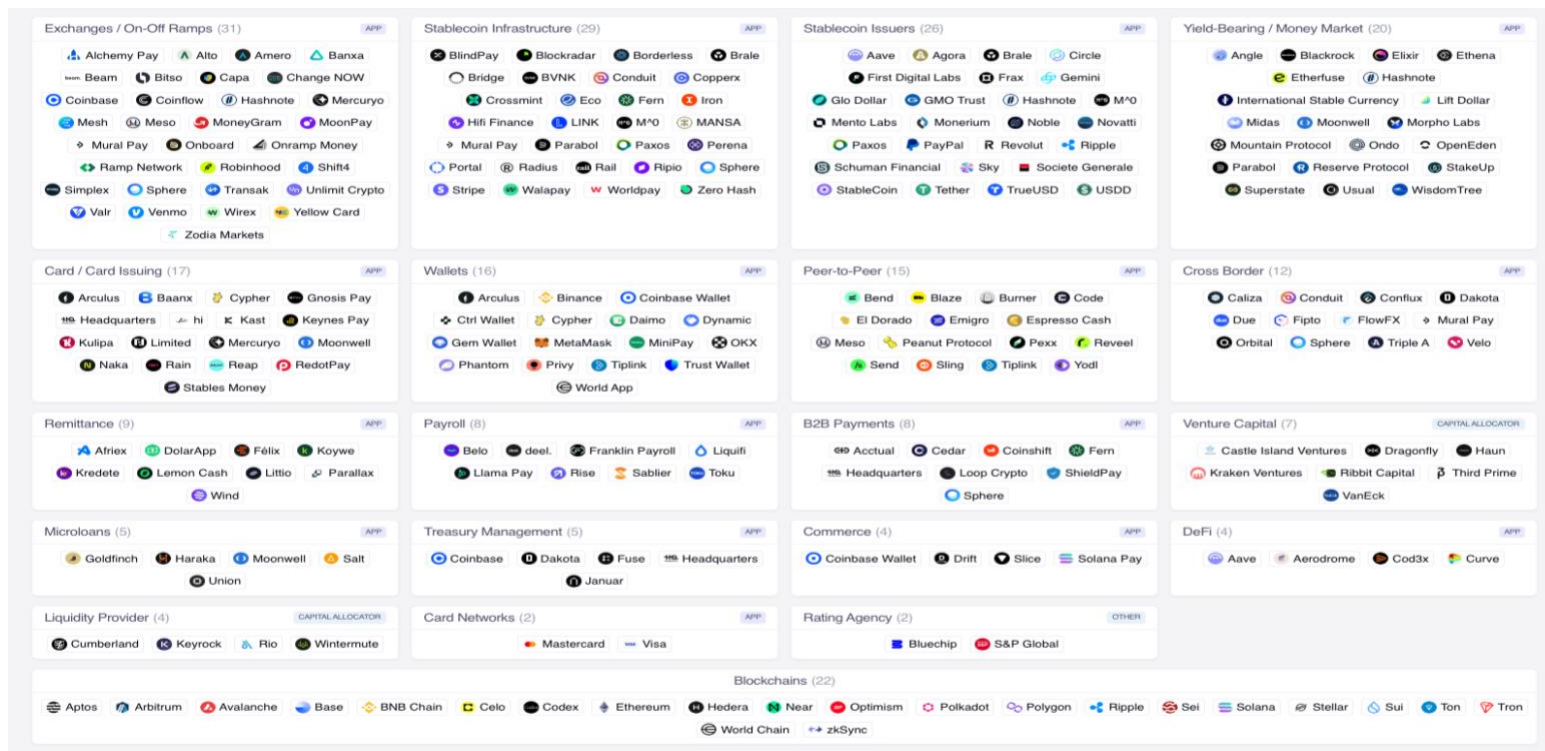 Exchanges / On-Off Ramps (31) APP
Alchemy Pay Alto Amero Banxa
Beam Bitso Capa Change NOW
Coinbase Coinflow Hashnote Mercuryo
Mesh Meso MoneyGram MoonPay
Mural Pay Onboard Onramp Money
Ramp Network Robinhood Shift4
Simplex Sphere Transak Unlimit Crypto
Valr Venmo Wirex Yellow Card
Zodia Markets
Stablecoin Infrastructure (29) APP
BlindPay Blockradar Borderless Brale
Bridge BVNK Conduit Copperx
Crossmint Eco Fern Iron
Hifi Finance LINK M^0 MANSA
Mural Pay Parabol Paxos Perena
Portal Radius Rail Ripio Sphere
Stripe Walapay Worldpay Zero Hash
Stablecoin Issuers (26) APP
Aave Agora Brale Circle
First Digital Labs Frax Gemini
Glo Dollar GMO Trust Hashnote M^0
Mento Labs Monerium Noble Novatti
Paxos PayPal Revolut Ripple
Schuman Financial Sky Societe Generale
StableCoin Tether TrueUSD USDD
Yield-Bearing / Money Market (20) APP
Angle Blackrock Elixir Ethena
Etherfuse Hashnote
International Stable Currency Lift Dollar
Midas Moonwell Morpho Labs
Mountain Protocol Ondo OpenEden
Parabol Reserve Protocol StakeUp
Superstate Usual WisdomTree
Card / Card Issuing (17) APP
Arculus Baanx Cypher Gnosis Pay
Headquarters hi Kast Keynes Pay
Kulipa Limited Mercuryo Moonwell
Naka Rain Reap RedotPay
Stables Money
Wallets (16) APP
Arculus Binance Coinbase Wallet
Ctrl Wallet Cypher Daimo Dynamic
Gem Wallet MetaMask MiniPay OKX
Phantom Privy Tiplink Trust Wallet
World App
Peer-to-Peer (15) APP
Bend Blaze Burner Code
El Dorado Emigro Espresso Cash
Meso Peanut Protocol Pexx Reveel
Send Sling Tiplink Yodl
Cross Border (12) APP
Caliza Conduit Conflux Dakota
Due Fipto FlowFX Mural Pay
Orbital Sphere Triple A Velo
Remittance (9) APP
Afriex DolarApp Félix Koywe
Kredete Lemon Cash Littio Parallax
Wind
Payroll (8) APP
Belo deel. Franklin Payroll Liquifi
Llama Pay Rise Sablier Toku
B2B Payments (8) APP
Acctual Cedar Coinshift Fern
Headquarters Loop Crypto ShieldPay
Sphere
Venture Capital (7) CAPITAL ALLOCATOR
Castle Island Ventures Dragonfly Haun
Kraken Ventures Ribbit Capital Third Prime
VanEck
Microloans (5) APP
Goldfinch Haraka Moonwell Salt
Union
Treasury Management (5) APP
Coinbase Dakota Fuse Headquarters
Januar
Commerce (4) APP
Coinbase Wallet Drift Slice Solana Pay
DeFi (4) APP
Aave Aerodrome Cod3x Curve
Liquidity Provider (4) CAPITAL ALLOCATOR
Cumberland Keyrock Rio Wintermute
Card Networks (2) APP
Mastercard Visa
Rating Agency (2) OTHER
Bluechip S&P Global
Blockchains (22)
Aptos Arbitrum Avalanche Base BNB Chain Celo Codex Ethereum Hedera Near Optimism Polkadot Polygon Ripple Sei Solana Stellar Sui Ton Tron
World Chain zkSync